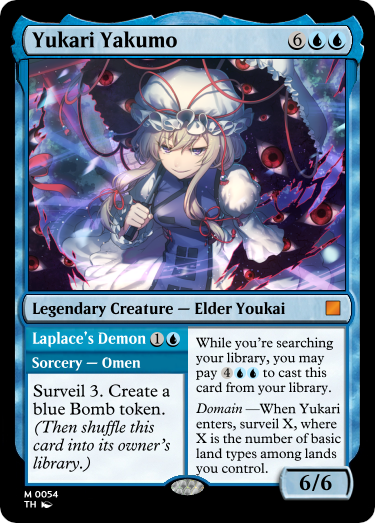 Yukari Yakumo 6
Legendary Creature — Elder Youkai
Laplace's Demon 1
Sorcery — Omen
Surveil 3. Create a
blue Bomb token.
(Then shuffle this
card into its owner's
library.)
While you're searching
your library, you may
pay 4 to cast this
card from your library.
Domain —When Yukari
enters, surveil X, where
X is the number of basic
land types among lands
you control.
6/6
M 0054
TH